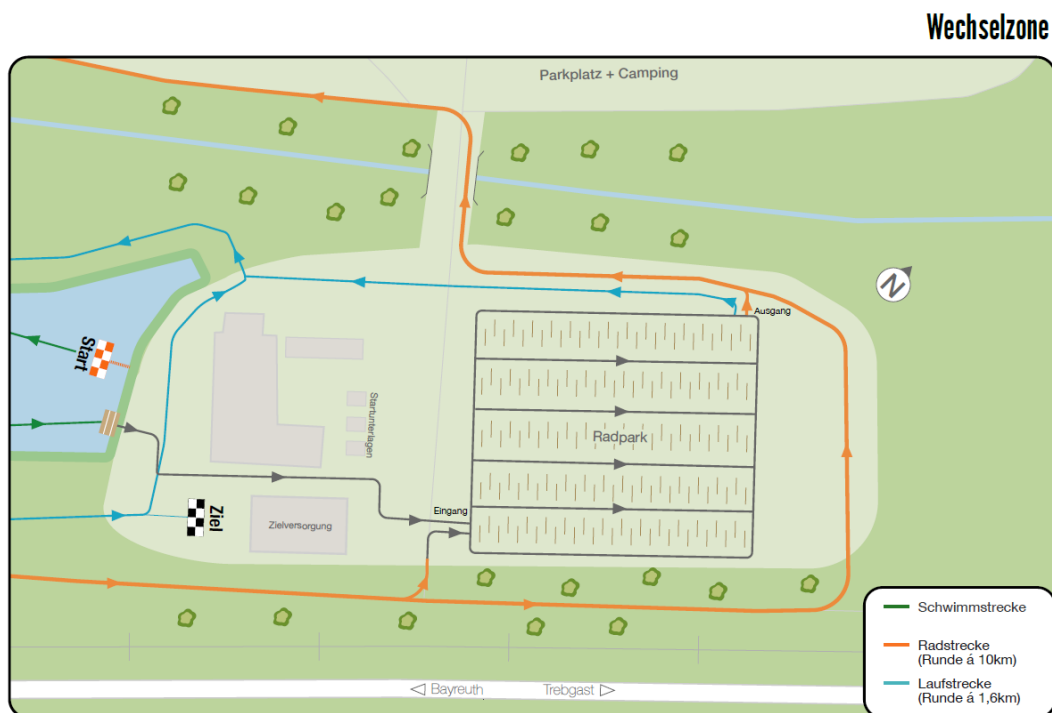 Wechselzone
Parkplatz + Camping
N
Ausgang
Start
Startunterlagen
Radpark
Eingang
Ziel
Zielversorgung
Schwimmstrecke
Radstrecke
(Runde á 10km)
Laufstrecke
(Runde á 1,6km)
Bayreuth
Trebgast